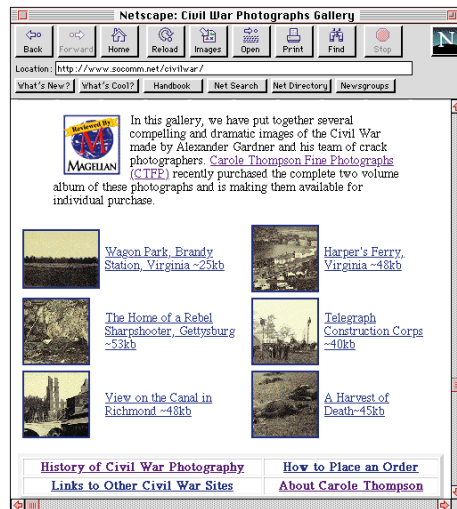 Netscape: Civil War Photographs Gallery
Back Forward Home Reload Images Open Print Find Stop
N
Location: http://www.socomm.net/civilwar/
What's New? What's Cool? Handbook Net Search Net Directory Newsgroups
Reviewed By
M
MAGELLAN
In this gallery, we have put together several
compelling and dramatic images of the Civil War
made by Alexander Gardner and his team of crack
photographers. Carole Thompson Fine Photographs
(CTFP) recently purchased the complete two volume
album of these photographs and is making them available for
individual purchase.
Wagon Park, Brandy
Station, Virginia ~25kb
Harper's Ferry,
Virginia ~48kb
The Home of a Rebel
Sharpshooter, Gettysburg
~53kb
Telegraph
Construction Corps
~40kb
View on the Canal in
Richmond ~48kb
A Harvest of
Death~45kb
History of Civil War Photography
How to Place an Order
Links to Other Civil War Sites
About Carole Thompson